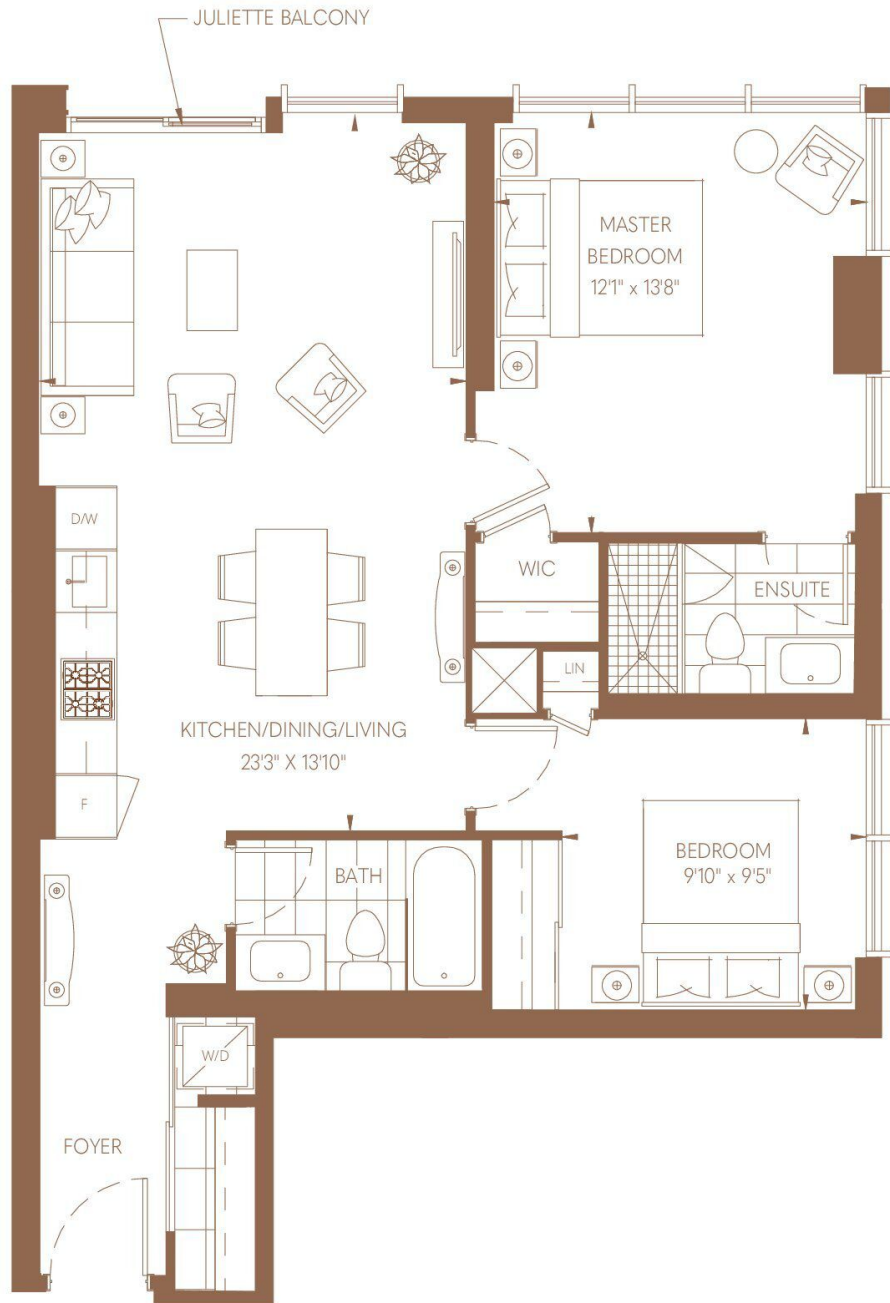 JULIETTE BALCONY
MASTER
BEDROOM
12'1" x 13'8"
D/W
WIC
ENSUITE
LIN
KITCHEN/DINING/LIVING
23'3" X 13'10"
F
BATH
BEDROOM
9'10" x 9'5"
W/D
FOYER